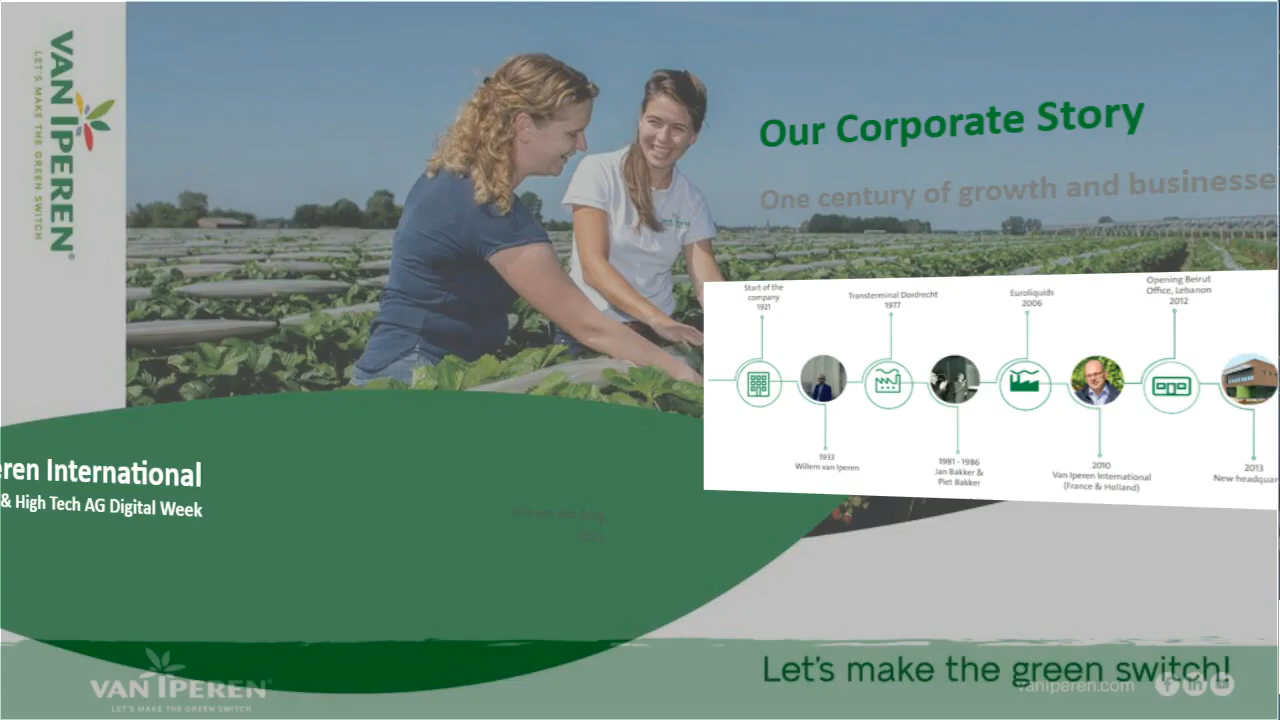 VAN IPEREN®
LET'S MAKE THE GREEN SWITCH
Our Corporate Story
One century of growth and businesse
Start of the
company
1921
Transterminal Dordrecht
1977
Euroliquids
2006
Opening Beirut
Office, Lebanon
2012
1933
Willem van Iperen
1981 - 1986
Jan Bakker &
Piet Bakker
2010
Van Iperen International
(France & Holland)
2013
New headquar
eren International
& High Tech AG Digital Week
Let's make the green switch!
VAN IPEREN®
LET'S MAKE THE GREEN SWITCH
vaniperen.com